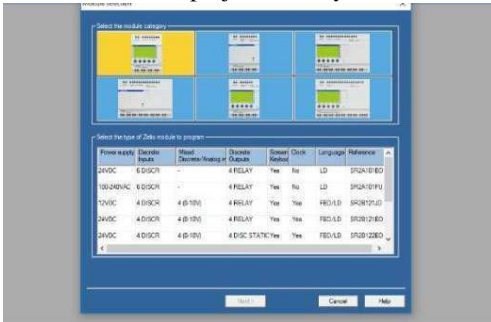 Module selection
Select the module category
Select the type of Zelio module to program
Power supply Discrete Inputs Mixed Discrete/Analog in Discrete Outputs Screen Keyboa Clock Language Reference
24VDC 6 DISCR - 4 RELAY Yes No LD SR2A101BD
100-240VAC 6 DISCR - 4 RELAY Yes No LD SR2A101FU
12VDC 4 DISCR 4 (0-10V) 4 RELAY Yes Yes FBD/LD SR2B121JD
24VDC 4 DISCR 4 (0-10V) 4 RELAY Yes Yes FBD/LD SR2B121BD
24VDC 4 DISCR 4 (0-10V) 4 DISC STATIC Yes Yes FBD/LD SR2B122BD
Next >
Cancel
Help